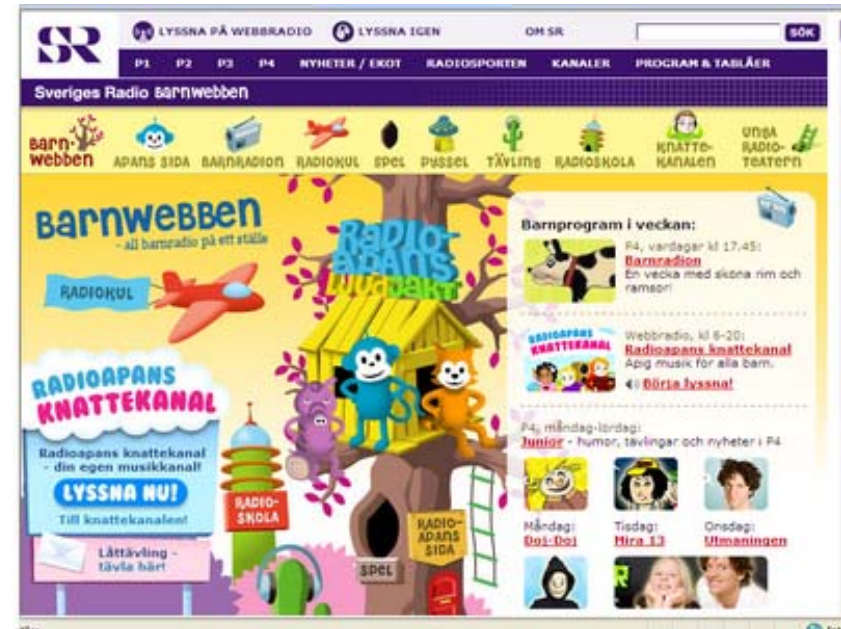 SR
LYSSNA PÅ WEBBRADIO
LYSSNA IGEN
OM SR
SÖK
P1 P2 P3 P4 NYHETER / EKOT RADIOSPORTEN KANALER PROGRAM & TABLÅER
Sveriges Radio Barnwebben
Barn-
webben
APANS SIDA
BARNRADION
RADIOKUL
SPEL
PYSSEL
TÄVLING
RADIOSKOLA
KNATTE-
KANALEN
UNGA
RADIO-
TEATERN
Barnwebben
- all barnradio på ett ställe
RADIOKUL
RADIOAPANS
KNATTEKANAL
Radioapans knattekanal
- din egen musikkanal!
LYSSNA NU!
Till knattekanalen!
Låttävling -
tävla här!
RADIO-
APANS
LJUDJAKT
RADIO-
SKOLA
SPEL
RADIO-
APANS
SIDA
Barnprogram i veckan:
P4, vardagar kl 17.45:
Barnradion
En vecka med sköna rim och
ramsor!
RADIOAPANS
KNATTEKANAL
Webbradio, kl 6-20:
Radioapans knattekanal
Apig musik för alla barn.
Börja lyssna!
P4, måndag-lördag:
Junior - humor, tävlingar och nyheter i P4
Måndag:
Doj-Doj
Tisdag:
Mira 13
Onsdag:
Utmaningen
R